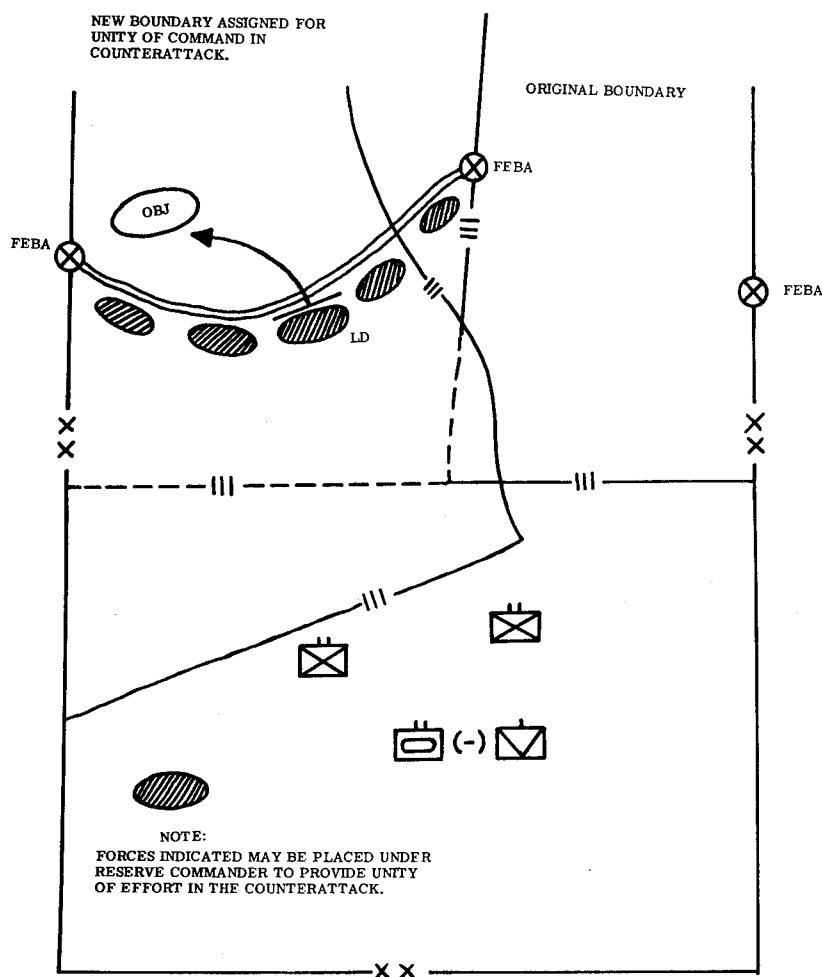 NEW BOUNDARY ASSIGNED FOR
UNITY OF COMMAND IN
COUNTERATTACK.
ORIGINAL BOUNDARY
FEBA
OBJ
FEBA
FEBA
LD
(-)
NOTE:
FORCES INDICATED MAY BE PLACED UNDER
RESERVE COMMANDER TO PROVIDE UNITY
OF EFFORT IN THE COUNTERATTACK.